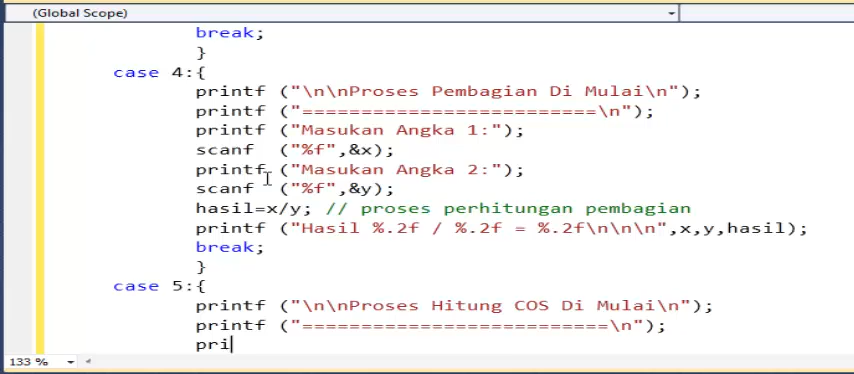 (Global Scope)
break;
}
case 4:{
printf ("\n\nProses Pembagian Di Mulai\n");
printf ("=========================\n");
printf ("Masukan Angka 1:");
scanf  ("%f",&x);
printf ("Masukan Angka 2:");
scanf  ("%f",&y);
hasil=x/y; // proses perhitungan pembagian
printf ("Hasil %.2f / %.2f = %.2f\n\n\n",x,y,hasil);
break;
}
case 5:{
printf ("\n\nProses Hitung COS Di Mulai\n");
printf ("==========================\n");
pri
133 %